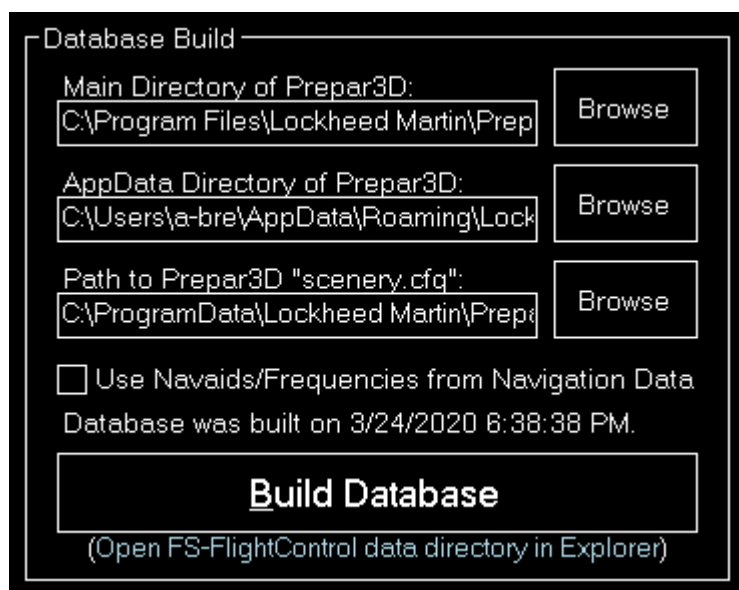 Database Build
Main Directory of Prepar3D:
C:\Program Files\Lockheed Martin\Prep
Browse
AppData Directory of Prepar3D:
C:\Users\a-bre\AppData\Roaming\Lock
Browse
Path to Prepar3D "scenery.cfg":
C:\ProgramData\Lockheed Martin\Prepa
Browse
Use Navaids/Frequencies from Navigation Data
Database was built on 3/24/2020 6:38:38 PM.
Build Database
(Open FS-FlightControl data directory in Explorer)